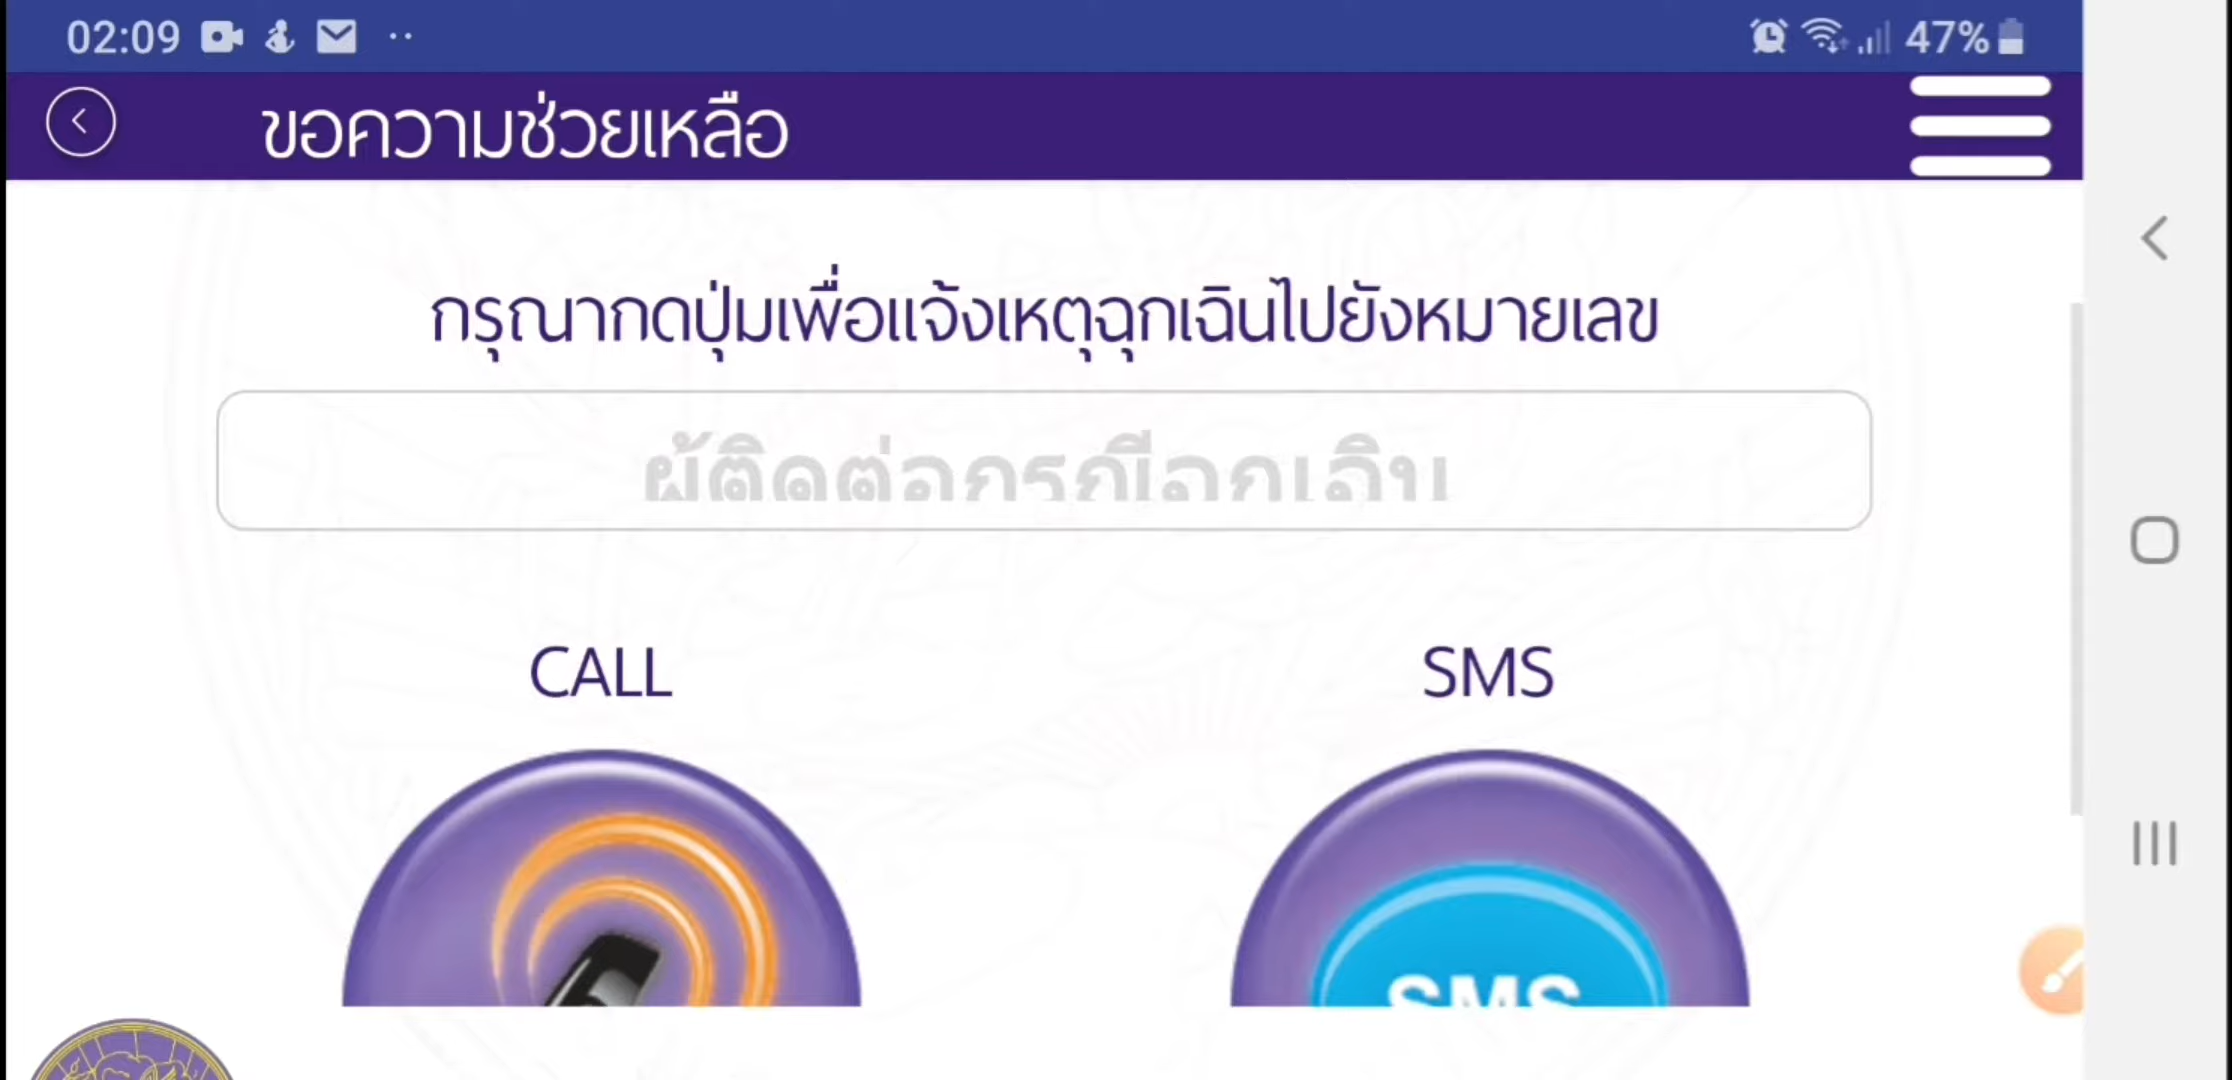 02:09
47%
ขอความช่วยเหลือ
กรุณากดปุ่มเพื่อแจ้งเหตุฉุกเฉินไปยังหมายเลข
ผู้ติดต่อกรณีฉุกเฉิน
CALL
SMS
SMS